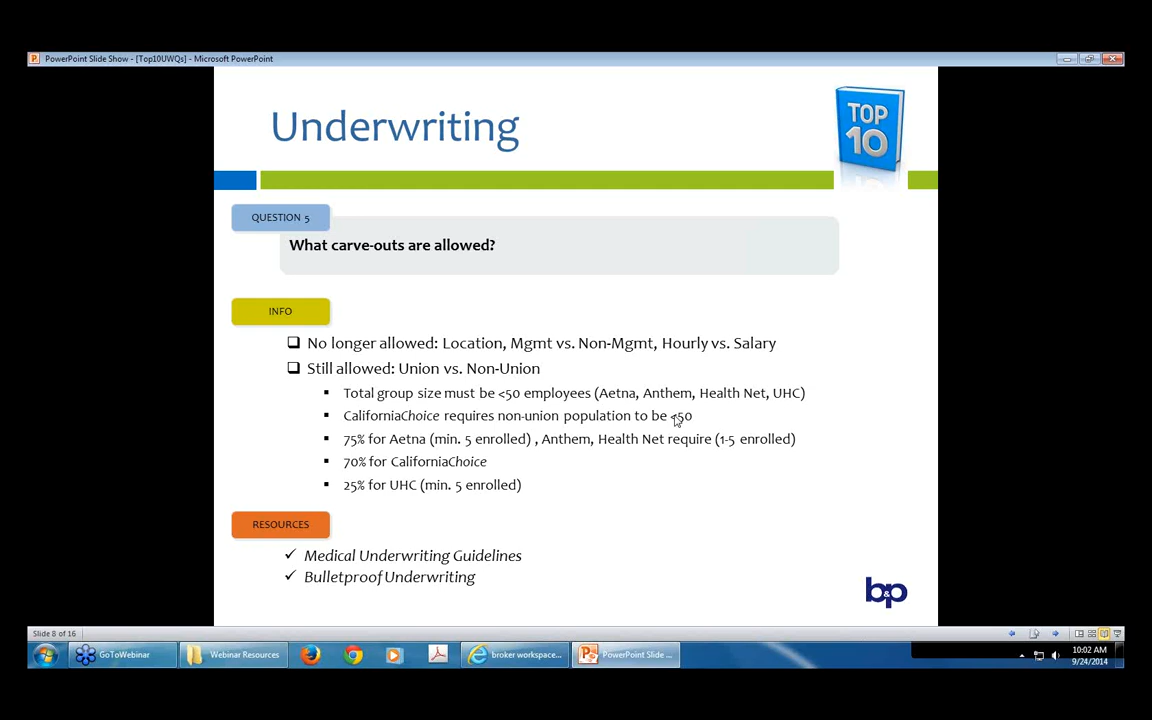 PowerPoint Slide Show - [Top10UWQs] - Microsoft PowerPoint
Underwriting
TOP
10
QUESTION 5
What carve-outs are allowed?
INFO
No longer allowed: Location, Mgmt vs. Non-Mgmt, Hourly vs. Salary
Still allowed: Union vs. Non-Union
Total group size must be <50 employees (Aetna, Anthem, Health Net, UHC)
CaliforniaChoice requires non-union population to be <50
75% for Aetna (min. 5 enrolled) , Anthem, Health Net require (1-5 enrolled)
70% for CaliforniaChoice
25% for UHC (min. 5 enrolled)
RESOURCES
✓ Medical Underwriting Guidelines
✓ Bulletproof Underwriting
b&p
Slide 8 of 16
GoToWebinar
Webinar Resources
broker workspace...
PowerPoint Slide ...
10:02 AM
9/24/2014